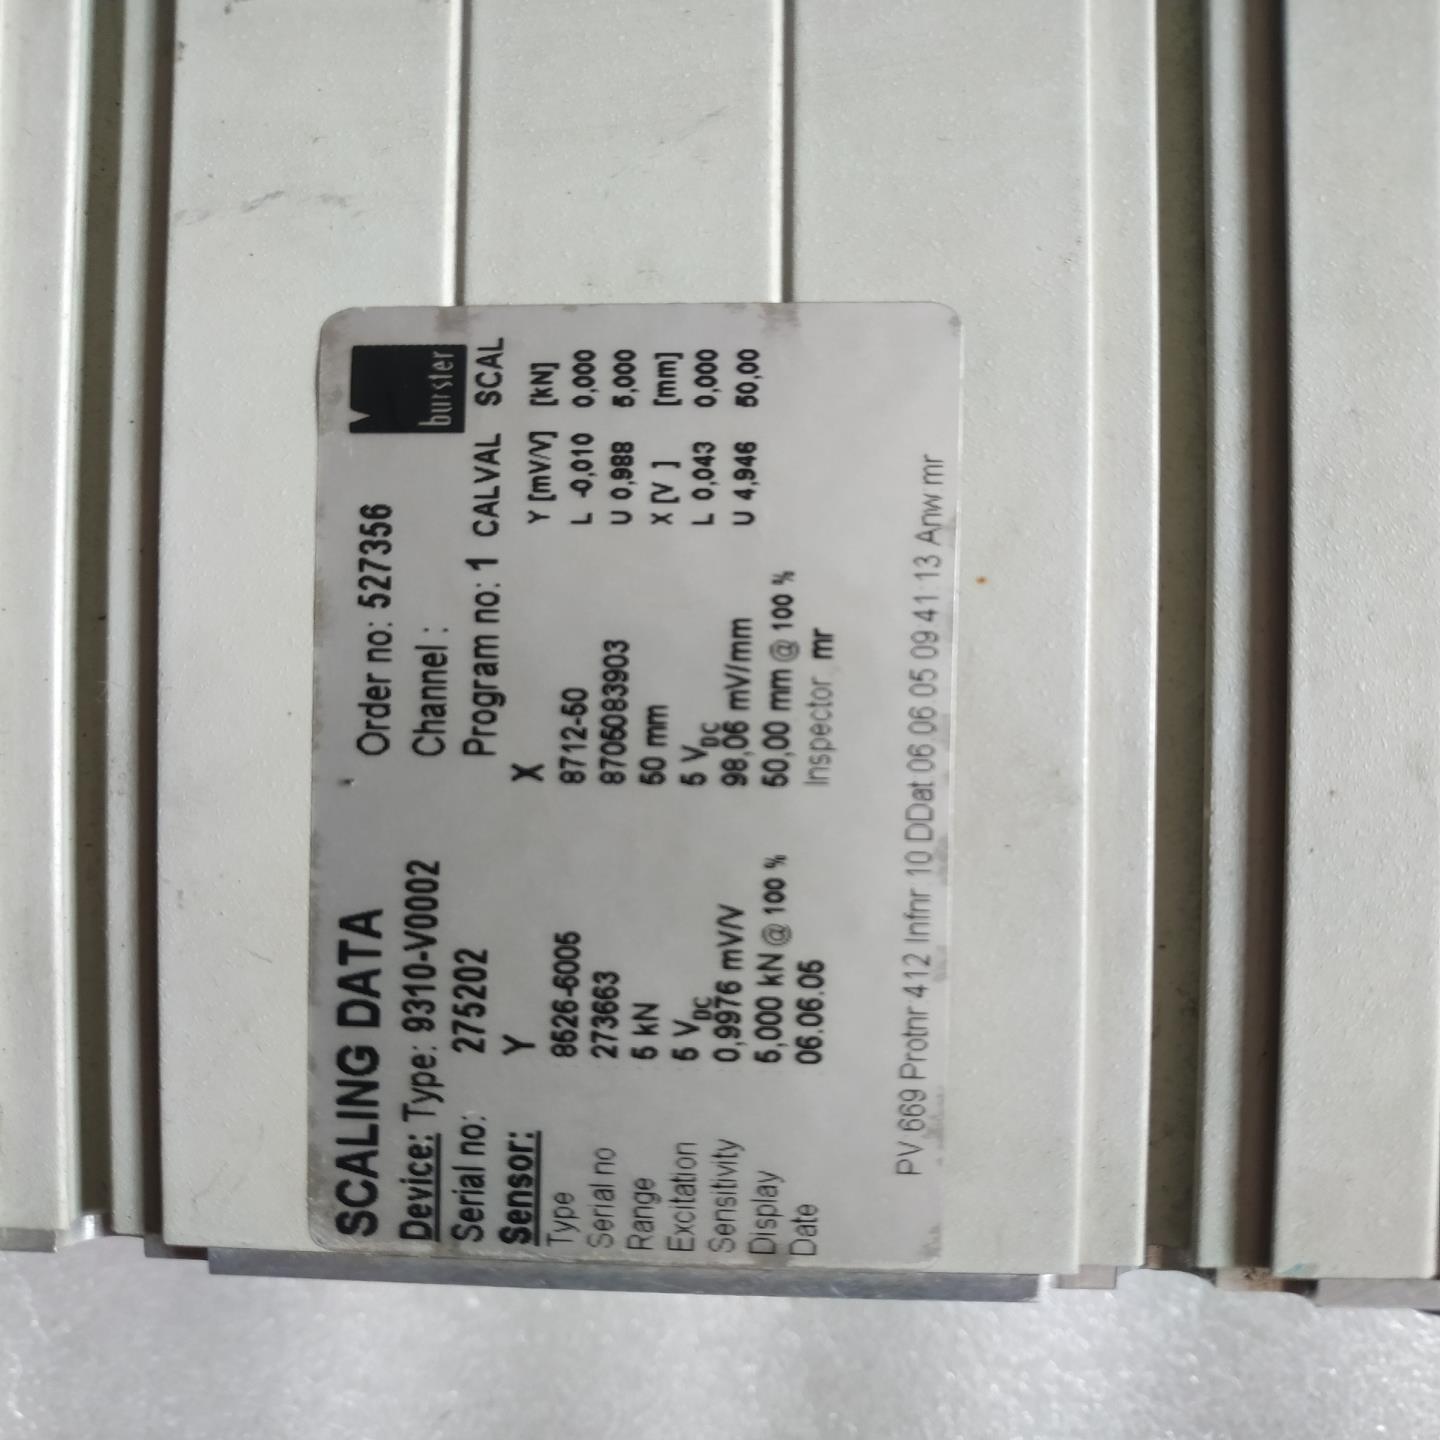 SCALING DATA Order no: 527356 burster
Device: Type: 9310-V0002 Channel :
Serial no: 275202 Program no: 1 CALVAL SCAL
Sensor: Y X Y [mV/V] [kN]
Type 8526-6005 8712-50 L -0,010 0,000
Serial no 273663 8705083903 U 0,988 5,000
Range 5 kN 50 mm X [V ] [mm]
Excitation 5 VDC 5 VDC L 0,043 0,000
Sensitivity 0,9976 mV/V 98,06 mV/mm U 4,946 50,00
Display 5,000 kN @ 100 % 50,00 mm @ 100 %
Date 06.06.05 Inspector mr
PV 669 Protnr 412 Infnr 10 DDat 06 06 05 09 41 13 Anw mr